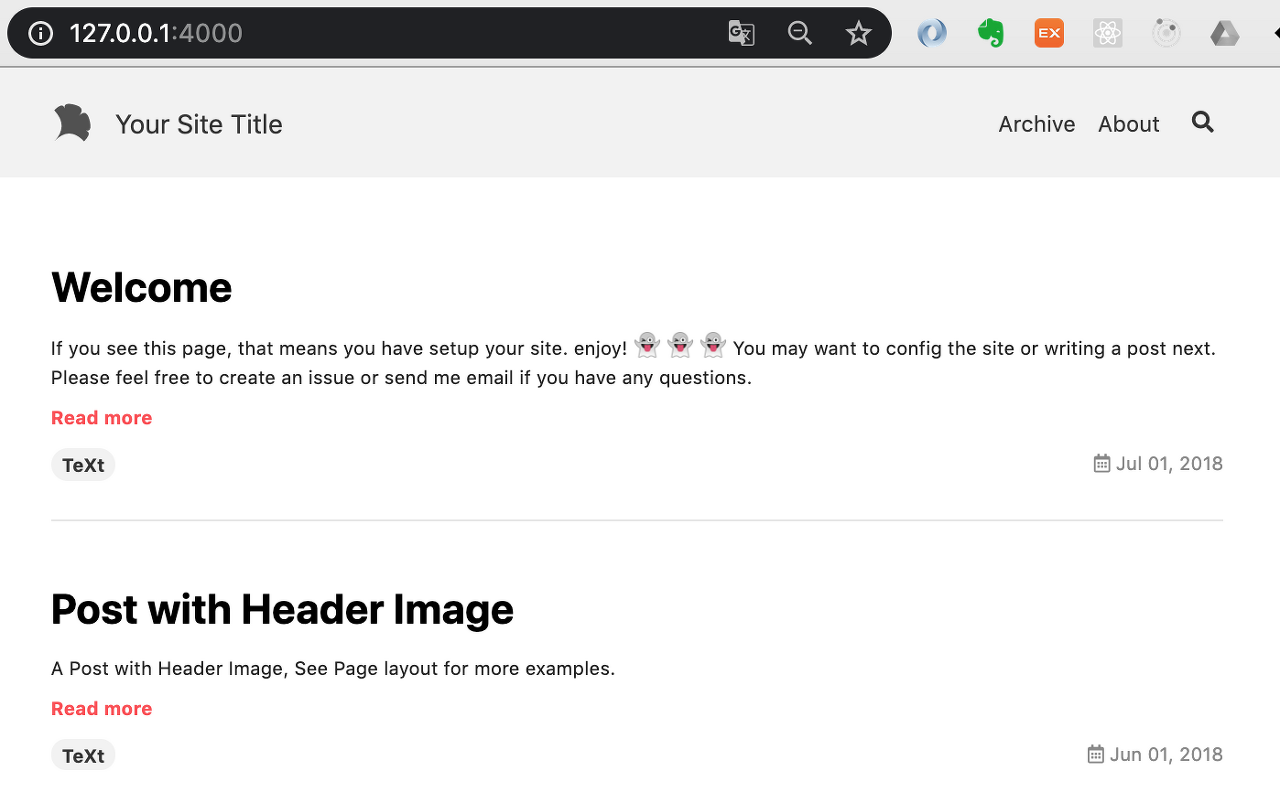 127.0.0.1:4000
EX
Your Site Title
Archive About
Welcome
If you see this page, that means you have setup your site. enjoy! 👻 👻 👻 You may want to config the site or writing a post next.
Please feel free to create an issue or send me email if you have any questions.
Read more
TeXt
Jul 01, 2018
Post with Header Image
A Post with Header Image, See Page layout for more examples.
Read more
TeXt
Jun 01, 2018